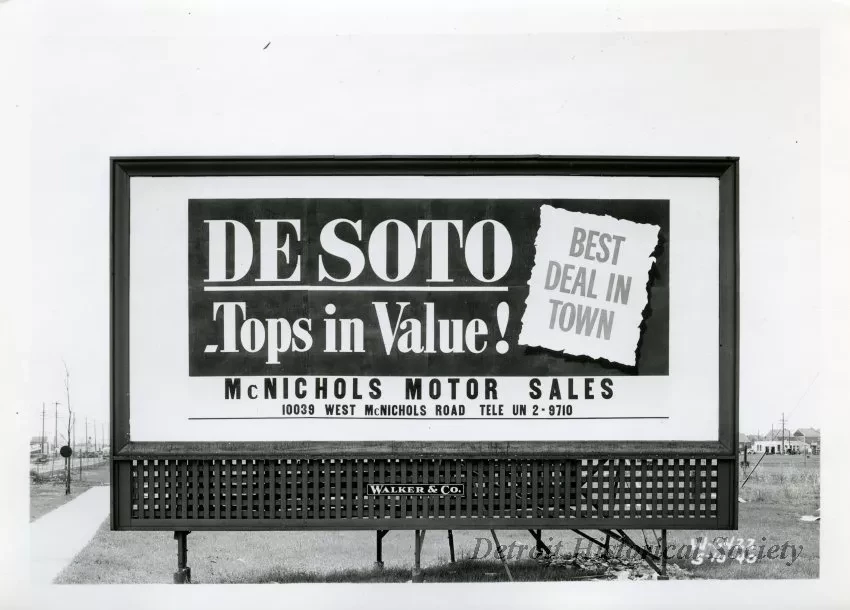 DE SOTO
Tops in Value!
BEST
DEAL IN
TOWN
McNICHOLS MOTOR SALES
10039 WEST McNICHOLS ROAD TELE UN 2-9710
WALKER & CO.
Detroit Historical Society